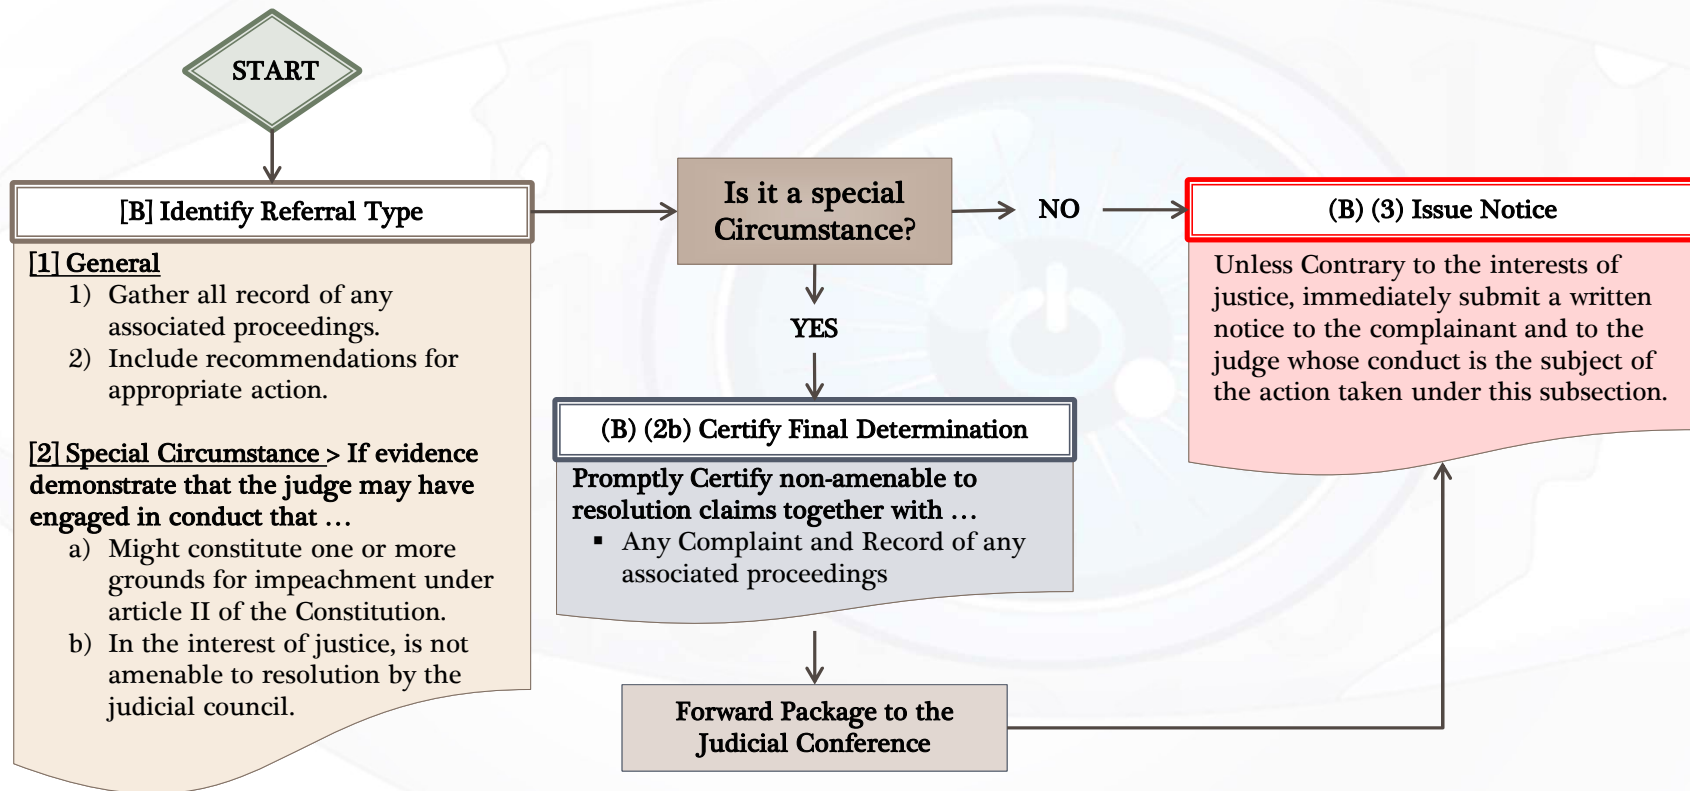 START
[B] Identify Referral Type
[1] General
1) Gather all record of any
associated proceedings.
2) Include recommendations for
appropriate action.
[2] Special Circumstance > If evidence
demonstrate that the judge may have
engaged in conduct that …
a) Might constitute one or more
grounds for impeachment under
article II of the Constitution.
b) In the interest of justice, is not
amenable to resolution by the
judicial council.
Is it a special
Circumstance?
NO
YES
(B) (2b) Certify Final Determination
Promptly Certify non-amenable to
resolution claims together with …
▪ Any Complaint and Record of any
associated proceedings
Forward Package to the
Judicial Conference
(B) (3) Issue Notice
Unless Contrary to the interests of
justice, immediately submit a written
notice to the complainant and to the
judge whose conduct is the subject of
the action taken under this subsection.